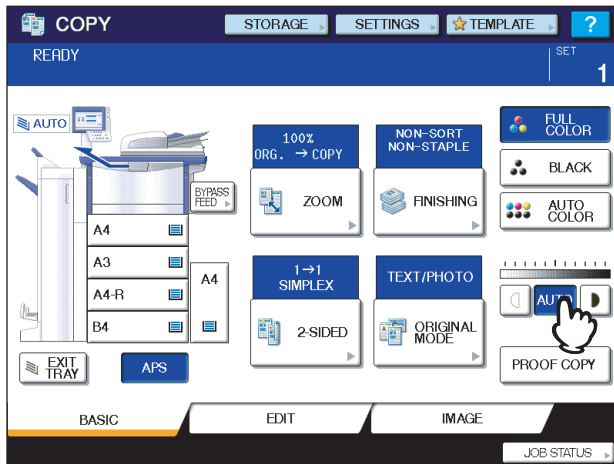 COPY
STORAGE
SETTINGS
TEMPLATE
?
READY
SET
1
AUTO
100%
ORG. → COPY
ZOOM
NON-SORT
NON-STAPLE
FINISHING
FULL
COLOR
BLACK
AUTO
COLOR
BYPASS
FEED
A4
A3
A4-R
B4
A4
1→1
SIMPLEX
2-SIDED
TEXT/PHOTO
ORIGINAL
MODE
AUTO
PROOF COPY
EXIT
TRAY
APS
BASIC
EDIT
IMAGE
JOB STATUS